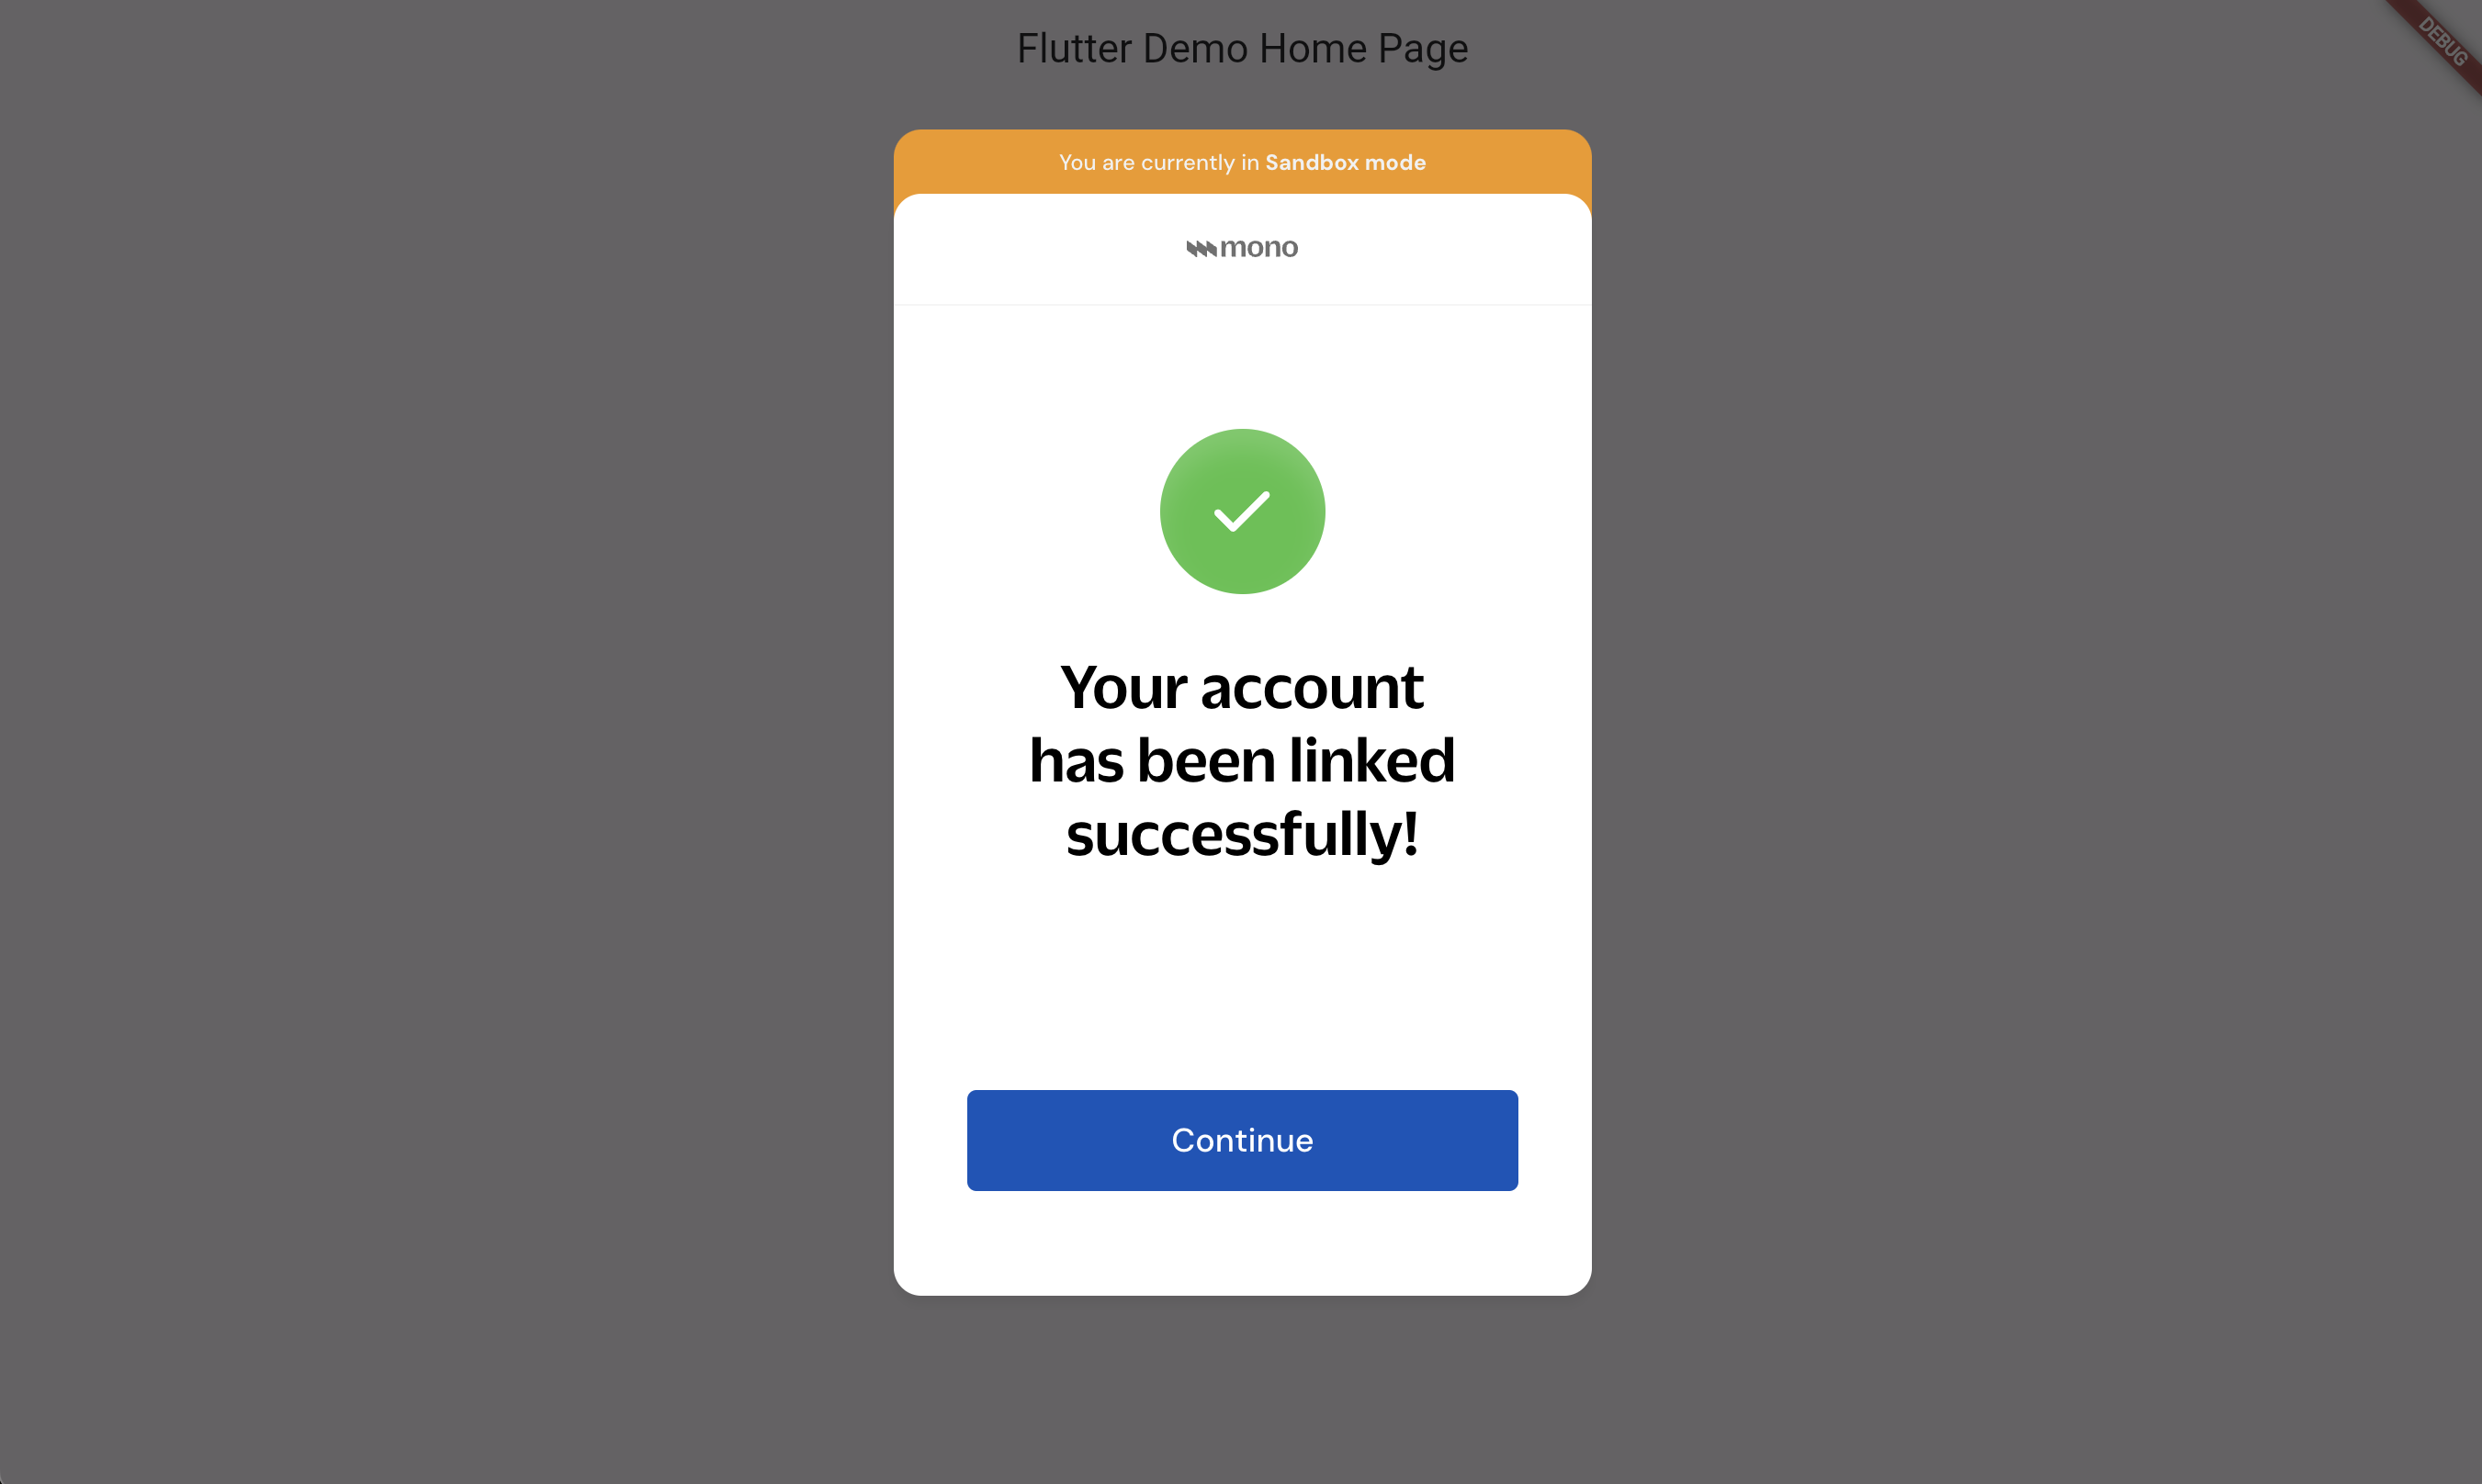 Flutter Demo Home Page
DEBUG
You are currently in Sandbox mode
mono
Your account
has been linked
successfully!
Continue